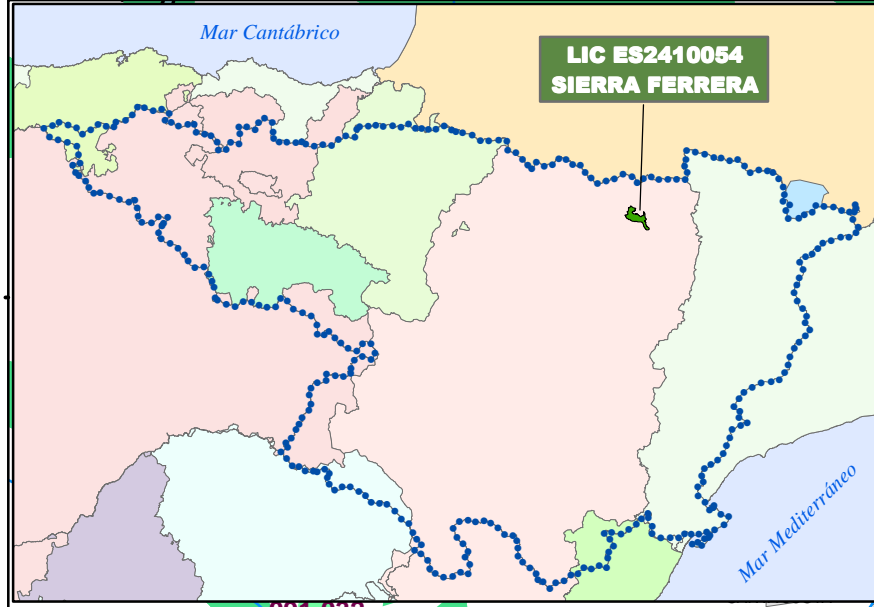 Mar Cantábrico
LIC ES2410054
SIERRA FERRERA
Mar Mediterráneo